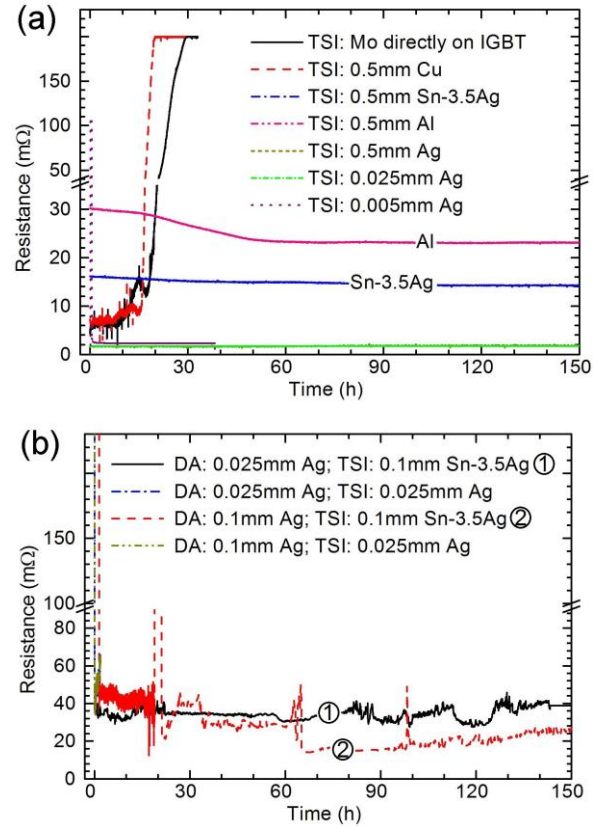 (a)
TSI: Mo directly on IGBT
TSI: 0.5mm Cu
TSI: 0.5mm Sn-3.5Ag
TSI: 0.5mm Al
TSI: 0.5mm Ag
TSI: 0.025mm Ag
TSI: 0.005mm Ag
200
150
100
50
30
20
10
0
Resistance (mΩ)
Al
Sn-3.5Ag
0 30 60 90 120 150
Time (h)
(b)
DA: 0.025mm Ag; TSI: 0.1mm Sn-3.5Ag ①
DA: 0.025mm Ag; TSI: 0.025mm Ag
DA: 0.1mm Ag; TSI: 0.1mm Sn-3.5Ag ②
DA: 0.1mm Ag; TSI: 0.025mm Ag
150
100
80
60
40
20
0
Resistance (mΩ)
①
②
0 30 60 90 120 150
Time (h)